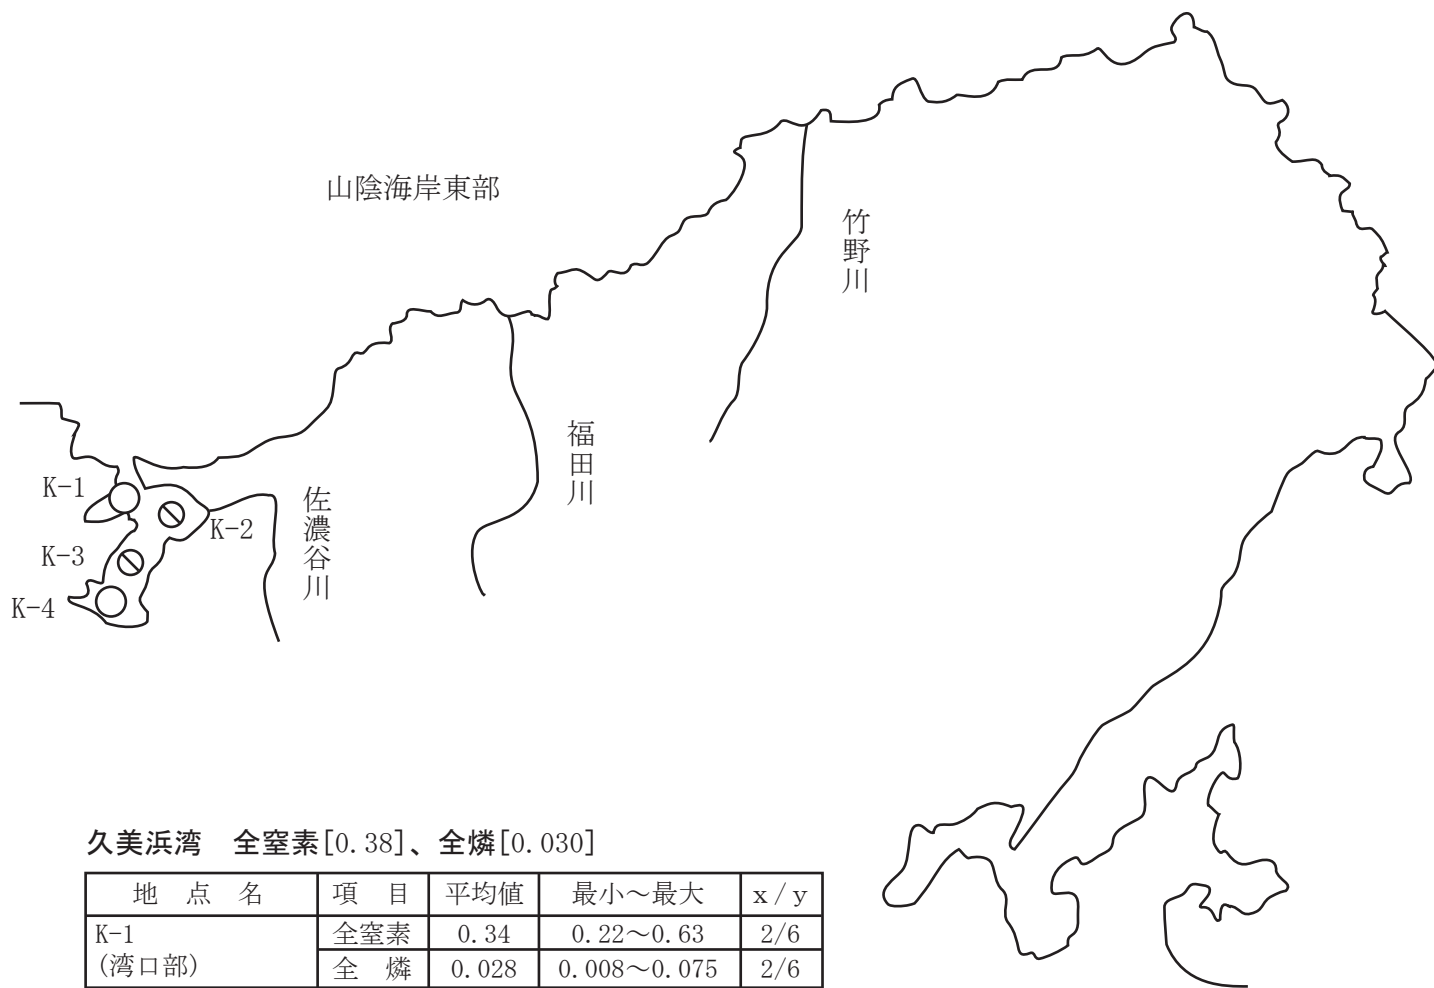 山陰海岸東部
竹野川
福田川
佐濃谷川
K-1
K-2
K-3
K-4
久美浜湾　全窒素[0.38]、全燐[0.030]
地　点　名　項　目　平均値　最小～最大　x/y
K-1　全窒素　0.34　0.22～0.63　2/6
(湾口部)　全　燐　0.028　0.008～0.075　2/6